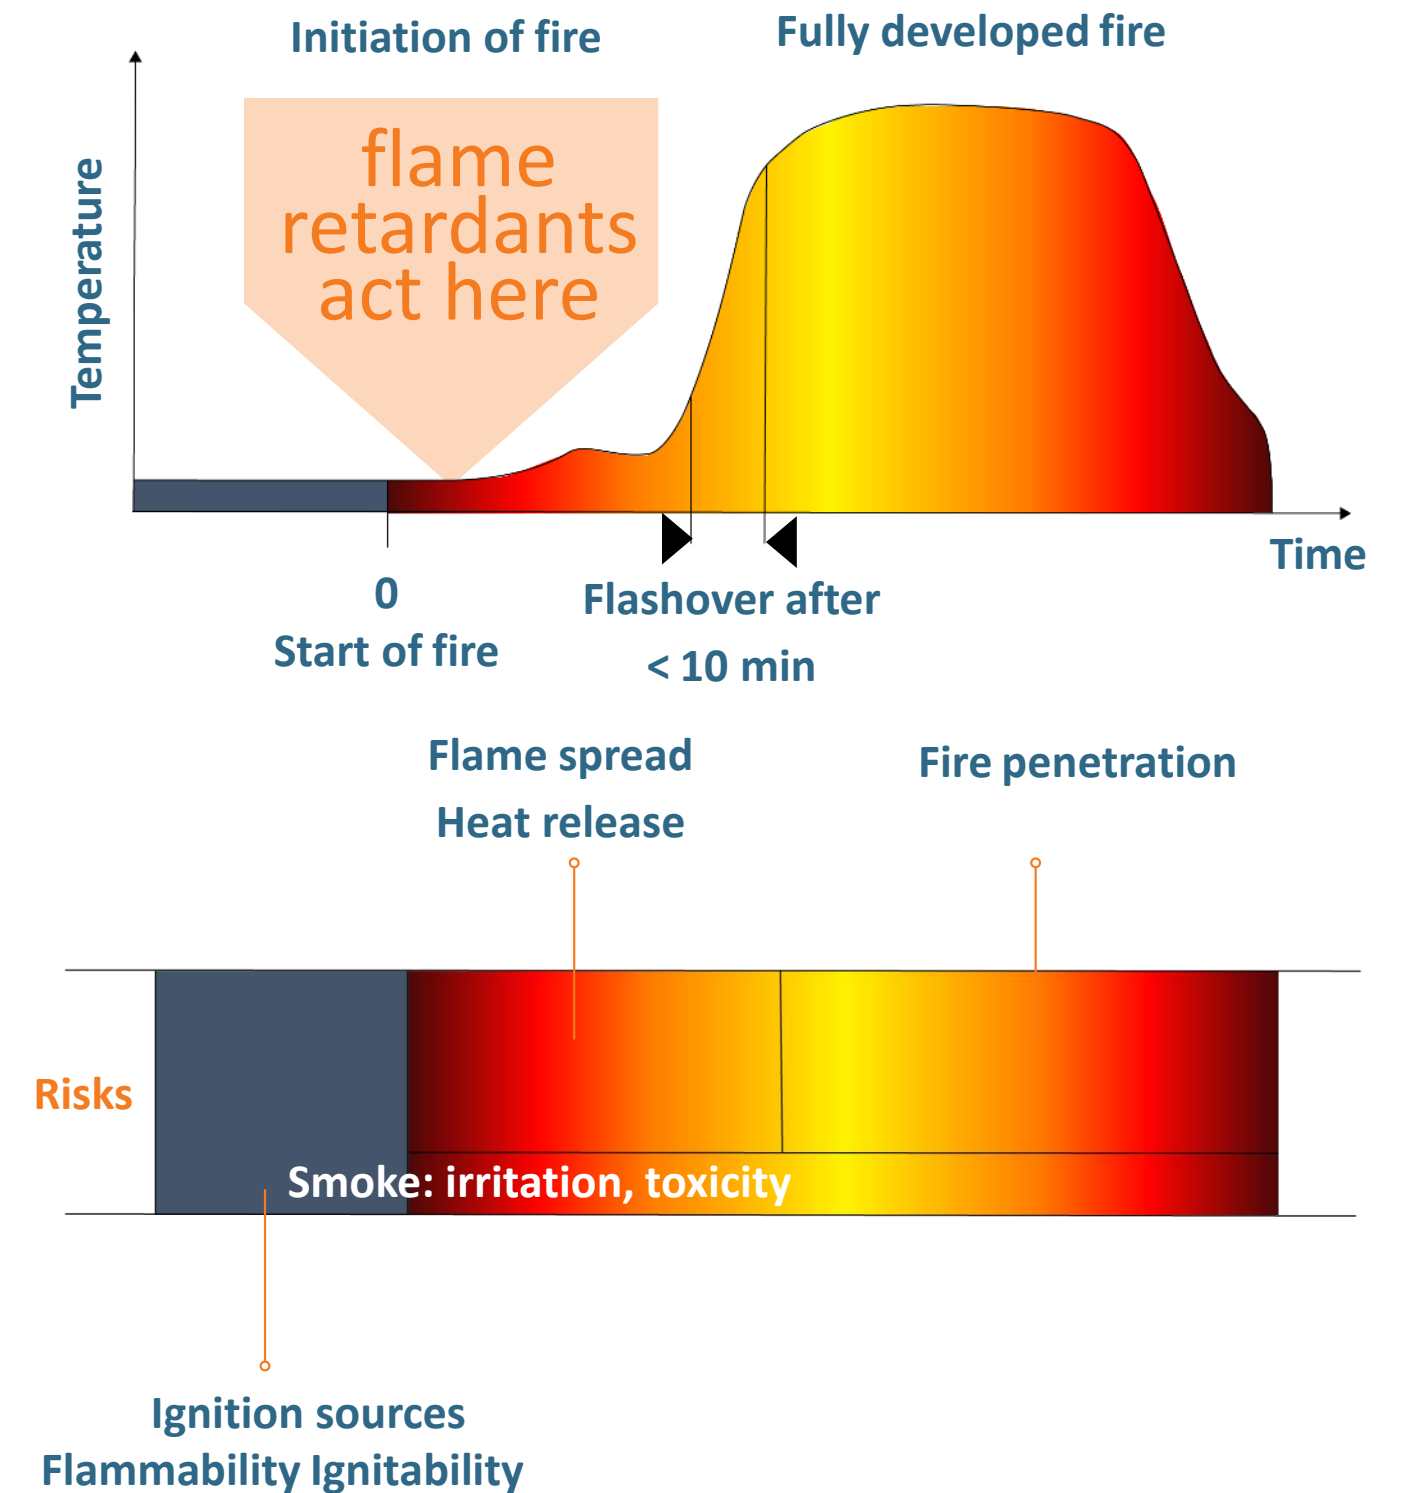 Initiation of fire
Fully developed fire
flame
retardants
act here
Temperature
Time
0
Start of fire
Flashover after
< 10 min
Flame spread
Heat release
Fire penetration
Risks
Smoke: irritation, toxicity
Ignition sources
Flammability Ignitability